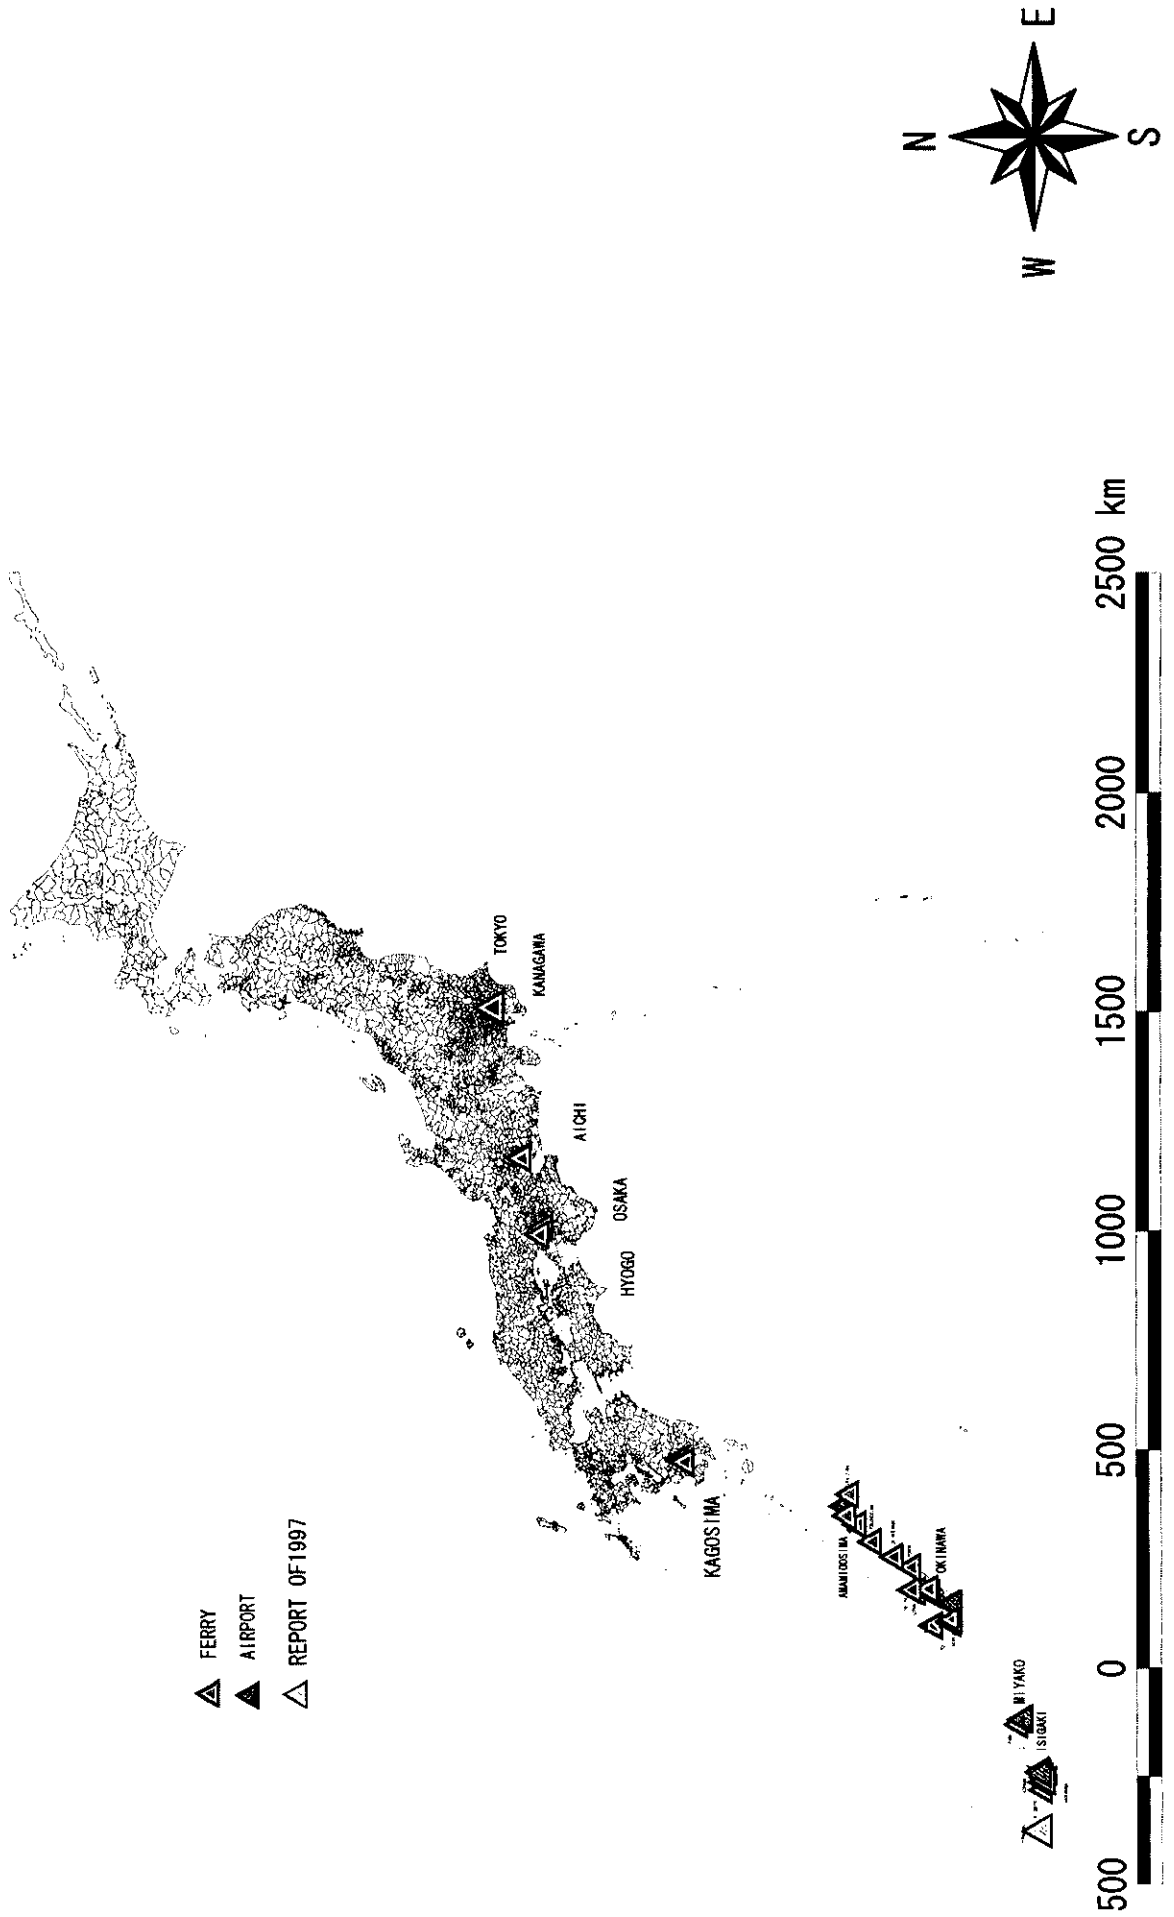 FERRY
AIRPORT
REPORT OF1997
TOKYO
KANAGAWA
AICHI
OSAKA
HYOGO
KAGOSIMA
AMAMIOOSIMA
OKINAWA
MIYAKO
ISIGAKI
N
W
E
S
500 0 500 1000 1500 2000 2500 km